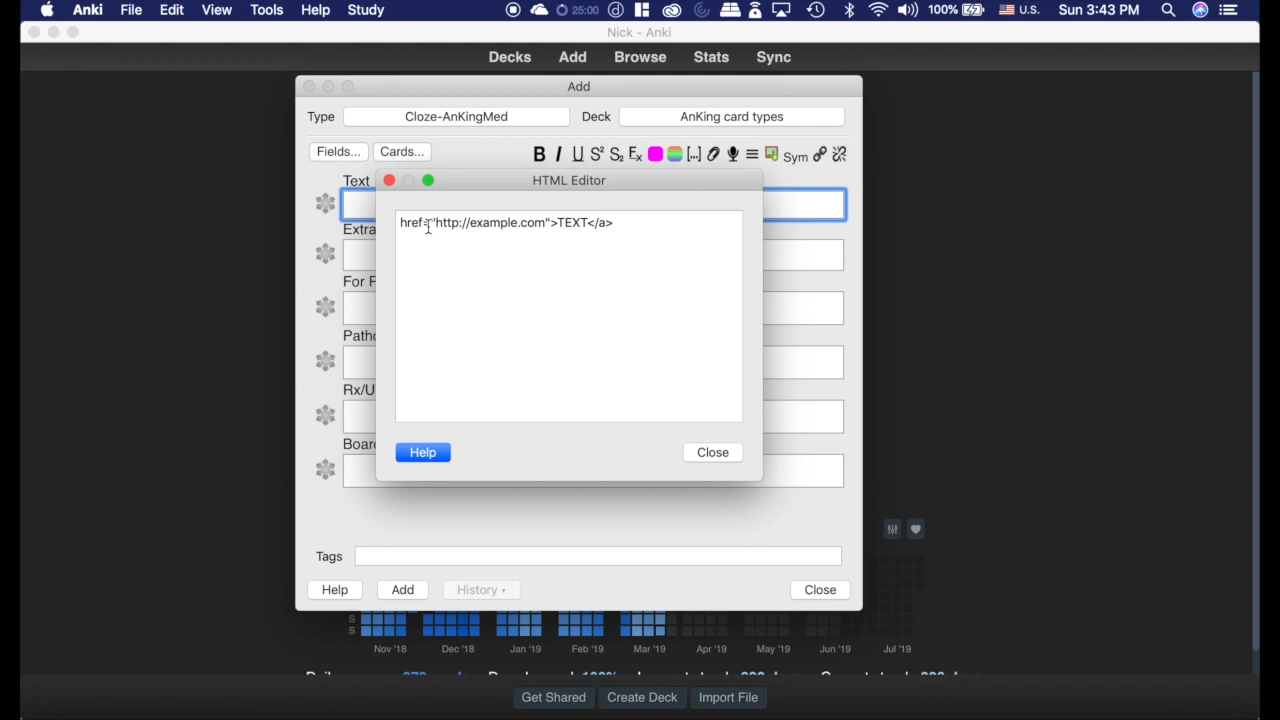 Anki File Edit View Tools Help Study 25:00 100% U.S. Sun 3:43 PM
Nick - Anki
Decks Add Browse Stats Sync
Add
Type Cloze-AnKingMed Deck AnKing card types
Fields... Cards... B I U S² S₂ Ex [...] Sym
Text
HTML Editor
href="http://example.com">TEXT</a>
Extra
For
Rx/U
Help Close
Tags
Help Add History Close
S
S
Nov '18 Dec '18 Jan '19 Feb '19 Mar '19 Apr '19 May '19 Jun '19 Jul '19
Get Shared Create Deck Import File